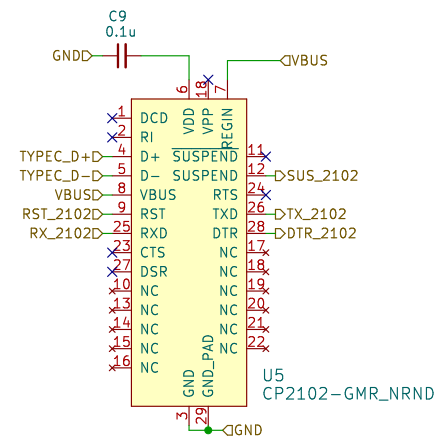 C9
0.1u
GND
VBUS
6
18
7
VDD
VPP
REGIN
1 DCD
2 RI
TYPEC_D+ 4 D+
TYPEC_D- 5 D-
VBUS 8 VBUS
RST_2102 9 RST
RX_2102 25 RXD
23 CTS
27 DSR
10 NC
13 NC
14 NC
15 NC
16 NC
SUSPEND 11
SUSPEND 12 SUS_2102
RTS 24
TXD 26 TX_2102
DTR 28 DTR_2102
NC 17
NC 18
NC 19
NC 20
NC 21
NC 22
GND
GND_PAD
3
29
GND
U5
CP2102-GMR_NRND